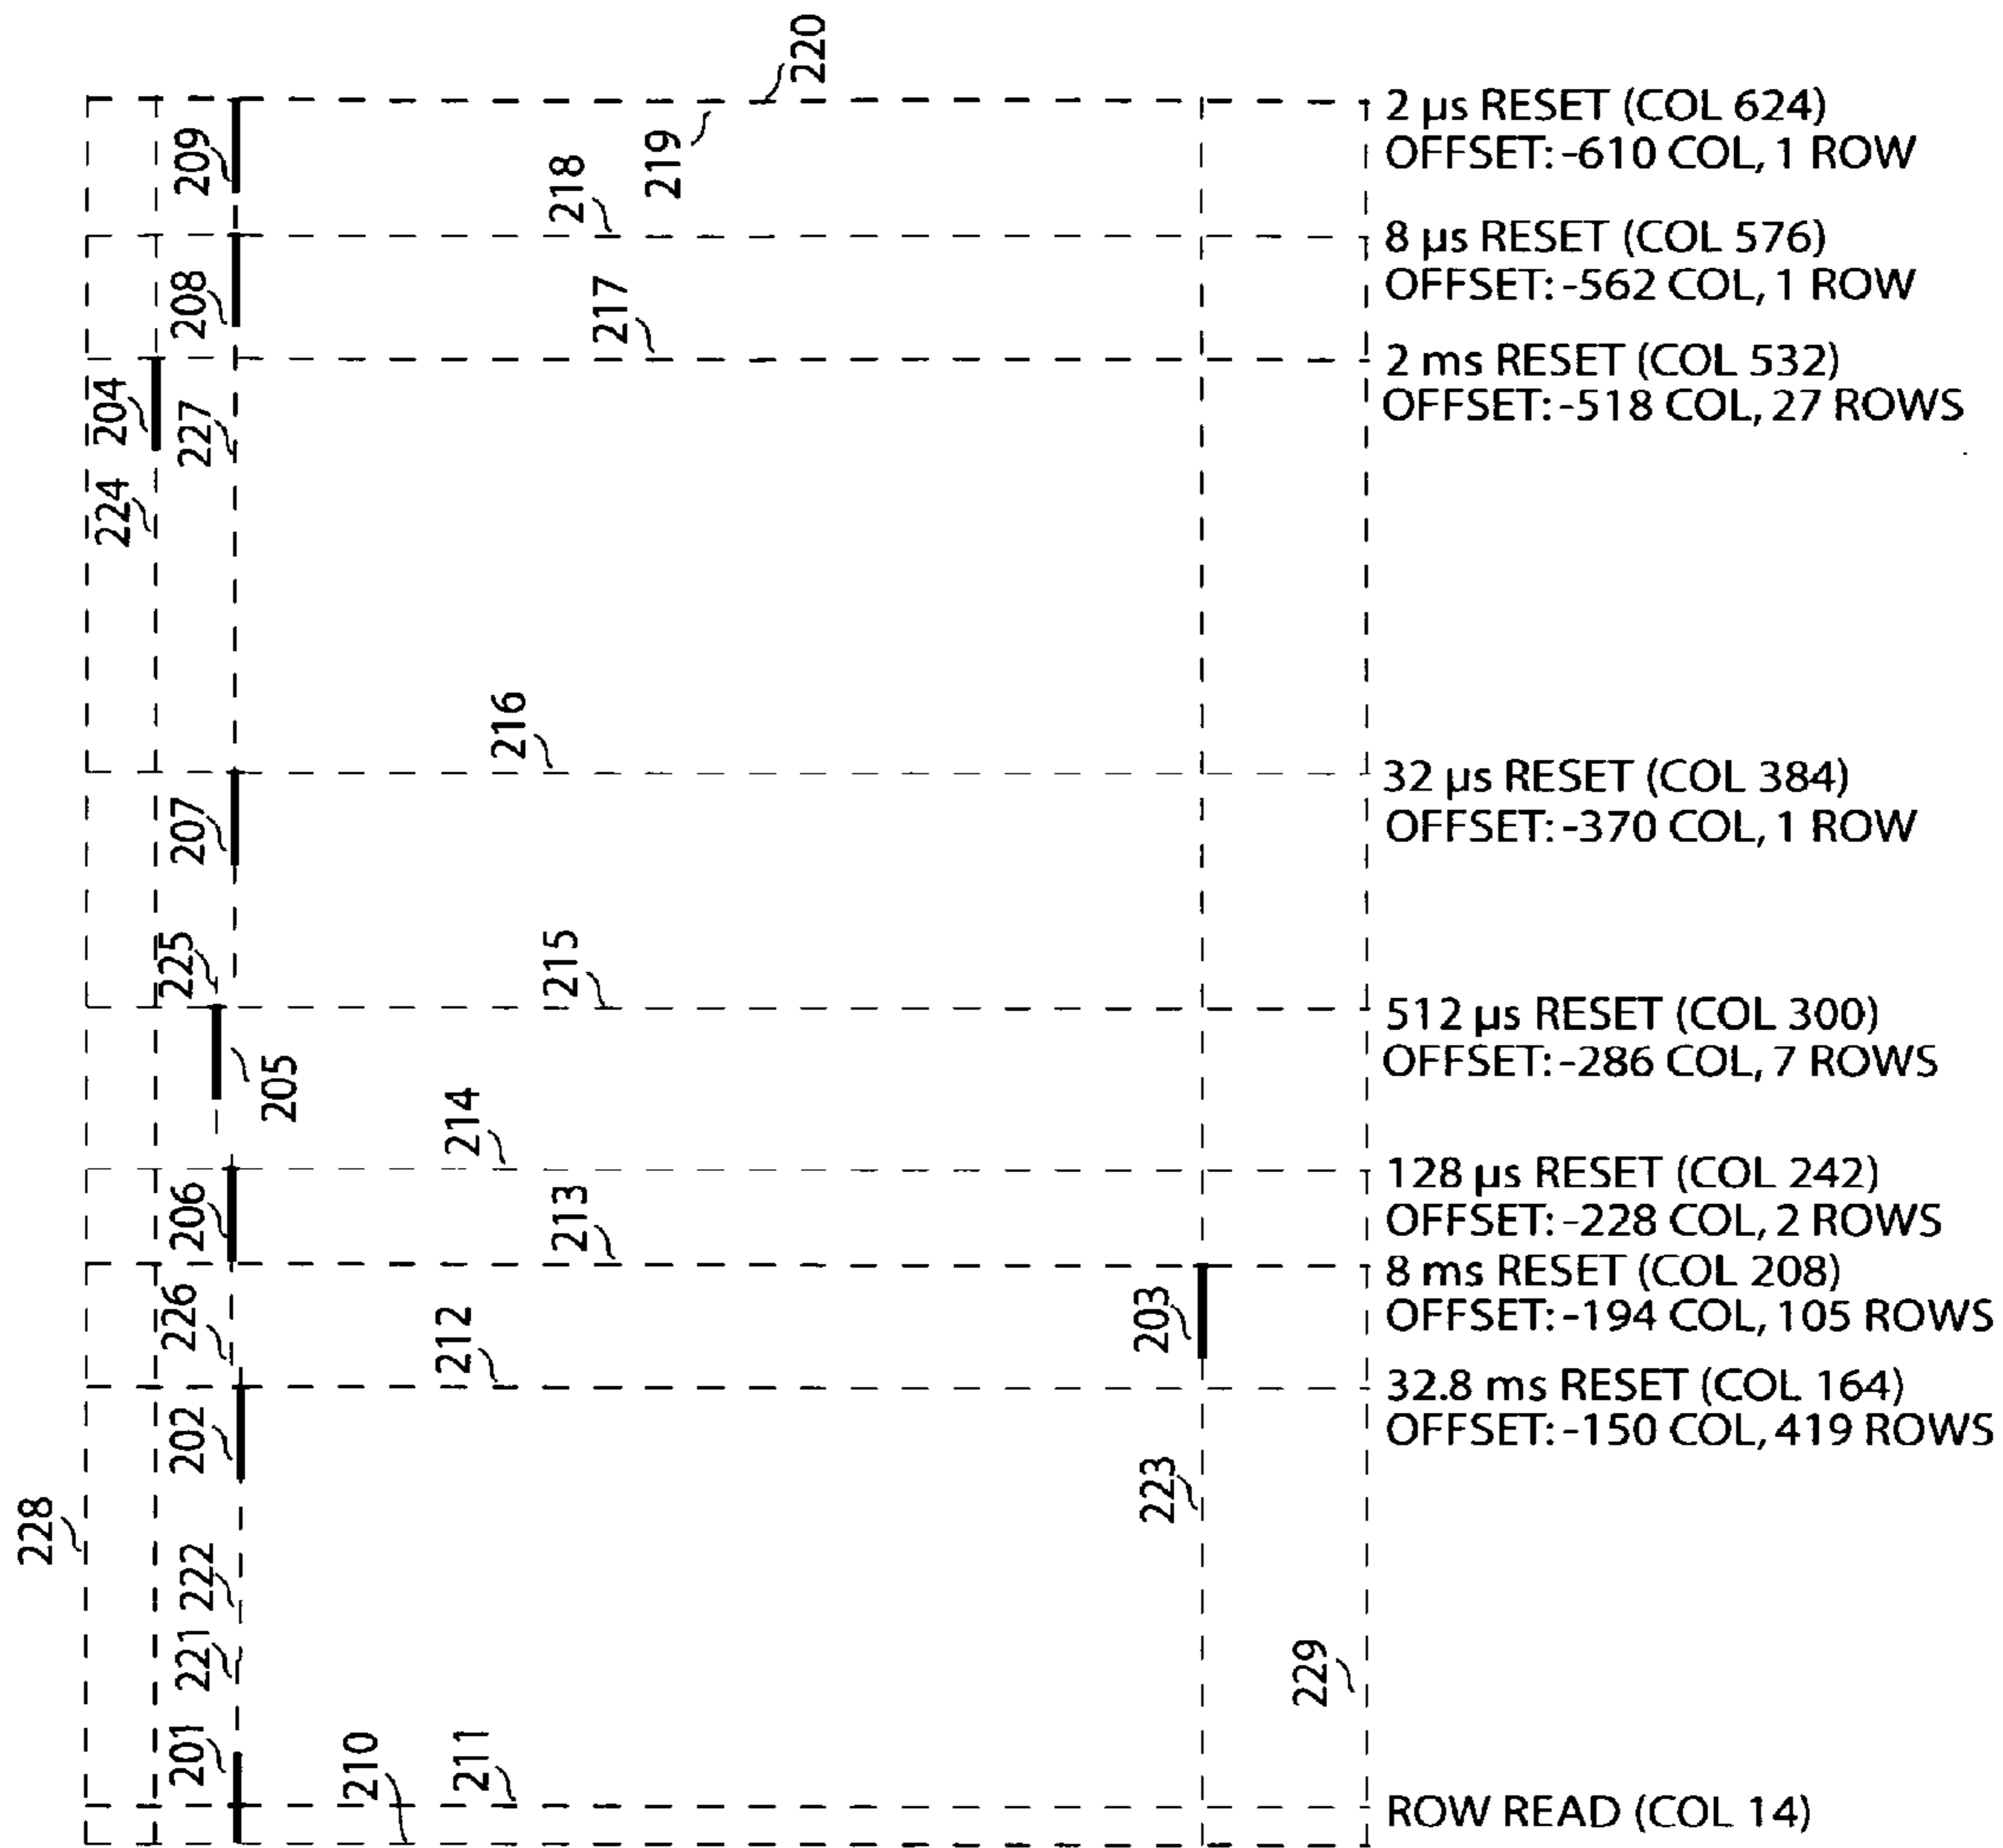 220
209
219
218
2 µs RESET (COL 624)
OFFSET: -610 COL, 1 ROW
208
217
8 µs RESET (COL 576)
OFFSET: -562 COL, 1 ROW
204
224
227
2 ms RESET (COL 532)
OFFSET: -518 COL, 27 ROWS
216
207
32 µs RESET (COL 384)
OFFSET: -370 COL, 1 ROW
225
215
205
512 µs RESET (COL 300)
OFFSET: -286 COL, 7 ROWS
214
206
213
128 µs RESET (COL 242)
OFFSET: -228 COL, 2 ROWS
226
212
203
8 ms RESET (COL 208)
OFFSET: -194 COL, 105 ROWS
202
223
32.8 ms RESET (COL 164)
OFFSET: -150 COL, 419 ROWS
228
222
221
229
201
210
211
ROW READ (COL 14)